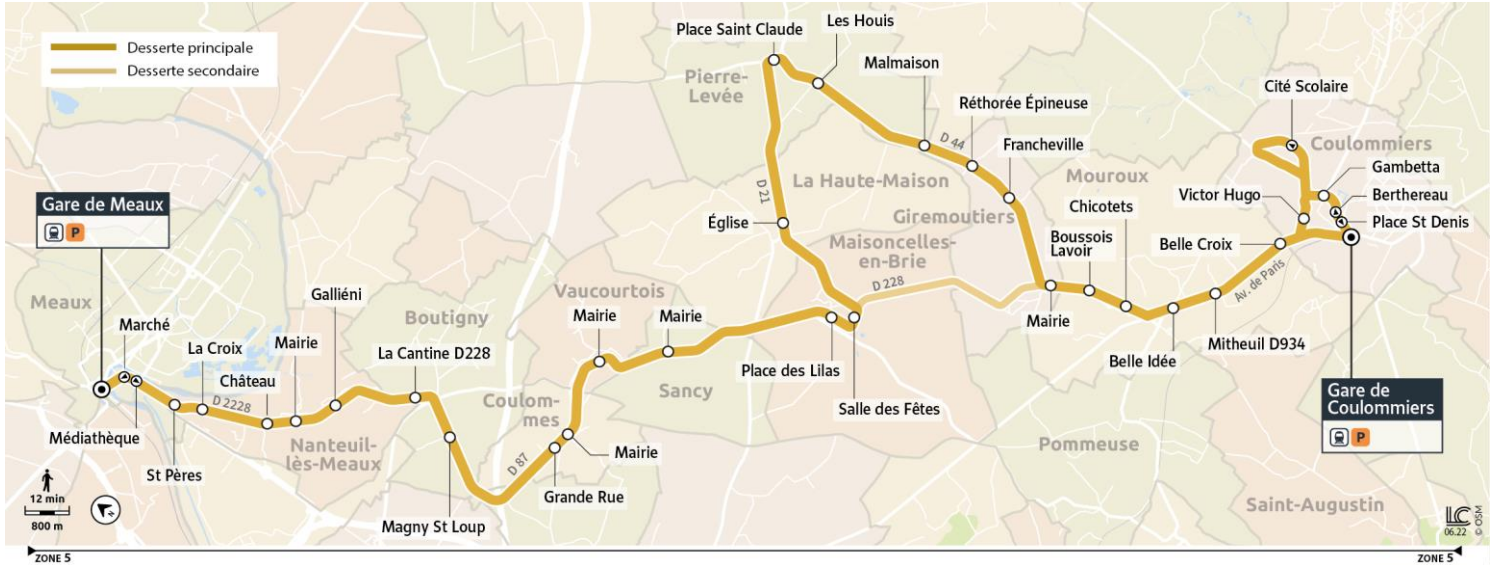 Desserte principale
Desserte secondaire
Place Saint Claude
Les Houis
Malmaison
Pierre-
Levée
Réthorée Épineuse
Cité Scolaire
D 44
Francheville
Coulommiers
Gambetta
La Haute-Maison
Mouroux
D 21
Victor Hugo
Berthereau
Gare de Meaux
P
Chicotets
Giremoutiers
Place St Denis
Église
Boussois
Lavoir
Belle Croix
Maisoncelles-
en-Brie
D 228
Av. de Paris
Meaux
Galliéni
Vaucourtois
Marché
Boutigny
Mairie
Mairie
Mairie
La Croix
Mairie
La Cantine D228
Mitheuil D934
Belle Idée
Château
Place des Lilas
D 2228
Sancy
Salle des Fêtes
Gare de
Coulommiers
P
Coulom-
mes
Médiathèque
Nanteuil-
lès-Meaux
Pommeuse
St Pères
D 87
Mairie
Grande Rue
12 min
800 m
Magny St Loup
Saint-Augustin
LC
06.22
© OSM
ZONE 5
ZONE 5